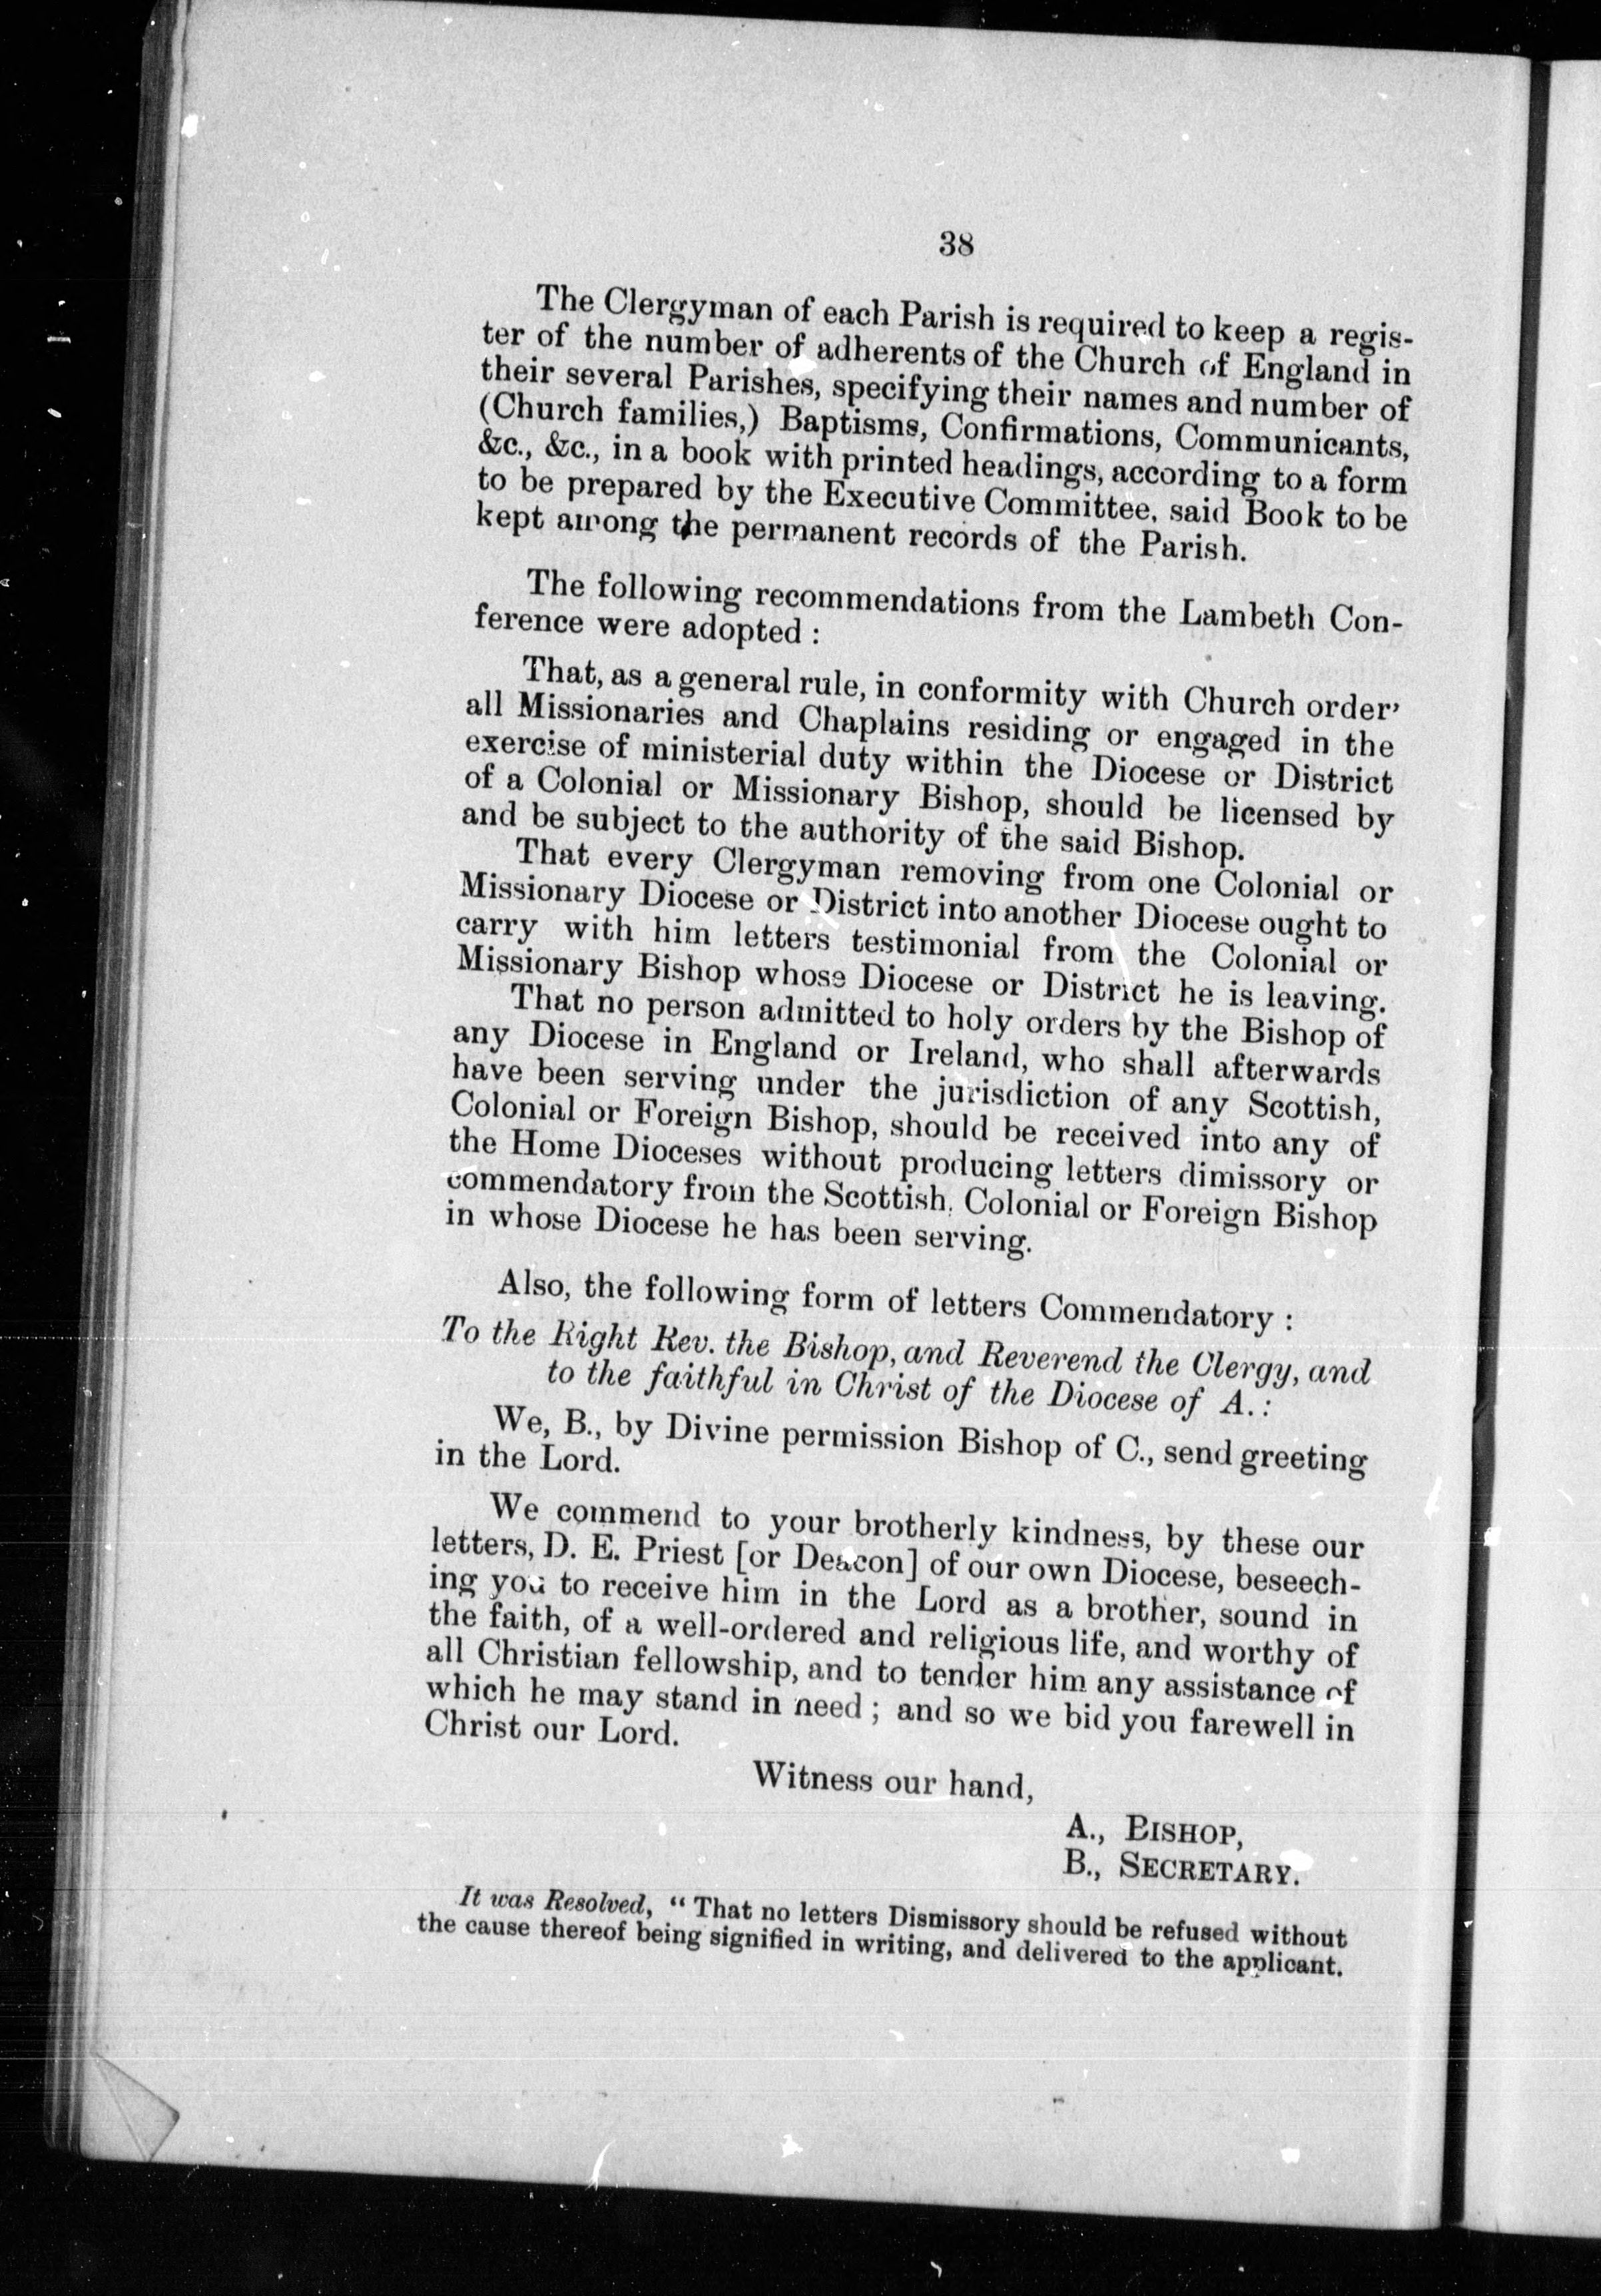 38
The Clergyman of each Parish is required to keep a regis-
ter of the number of adherents of the Church of England in
their several Parishes, specifying their names and number of
(Church families,) Baptisms, Confirmations, Communicants,
&c., &c., in a book with printed headings, according to a form
to be prepared by the Executive Committee, said Book to be
kept among the permanent records of the Parish.
The following recommendations from the Lambeth Con-
ference were adopted :
That, as a general rule, in conformity with Church order,
all Missionaries and Chaplains residing or engaged in the
exercise of ministerial duty within the Diocese or District
of a Colonial or Missionary Bishop, should be licensed by
and be subject to the authority of the said Bishop.
That every Clergyman removing from one Colonial or
Missionary Diocese or District into another Diocese ought to
carry with him letters testimonial from the Colonial or
Missionary Bishop whose Diocese or District he is leaving.
That no person admitted to holy orders by the Bishop of
any Diocese in England or Ireland, who shall afterwards
have been serving under the jurisdiction of any Scottish,
Colonial or Foreign Bishop, should be received into any of
the Home Dioceses without producing letters dimissory or
commendatory from the Scottish, Colonial or Foreign Bishop
in whose Diocese he has been serving.
Also, the following form of letters Commendatory :
To the Right Rev. the Bishop, and Reverend the Clergy, and
to the faithful in Christ of the Diocese of A. :
We, B., by Divine permission Bishop of C., send greeting
in the Lord.
We commend to your brotherly kindness, by these our
letters, D. E. Priest [or Deacon] of our own Diocese, beseech-
ing you to receive him in the Lord as a brother, sound in
the faith, of a well-ordered and religious life, and worthy of
all Christian fellowship, and to tender him any assistance of
which he may stand in need ; and so we bid you farewell in
Christ our Lord.
Witness our hand,
A., BISHOP,
B., SECRETARY.
It was Resolved, " That no letters Dismissory should be refused without
the cause thereof being signified in writing, and delivered to the applicant.